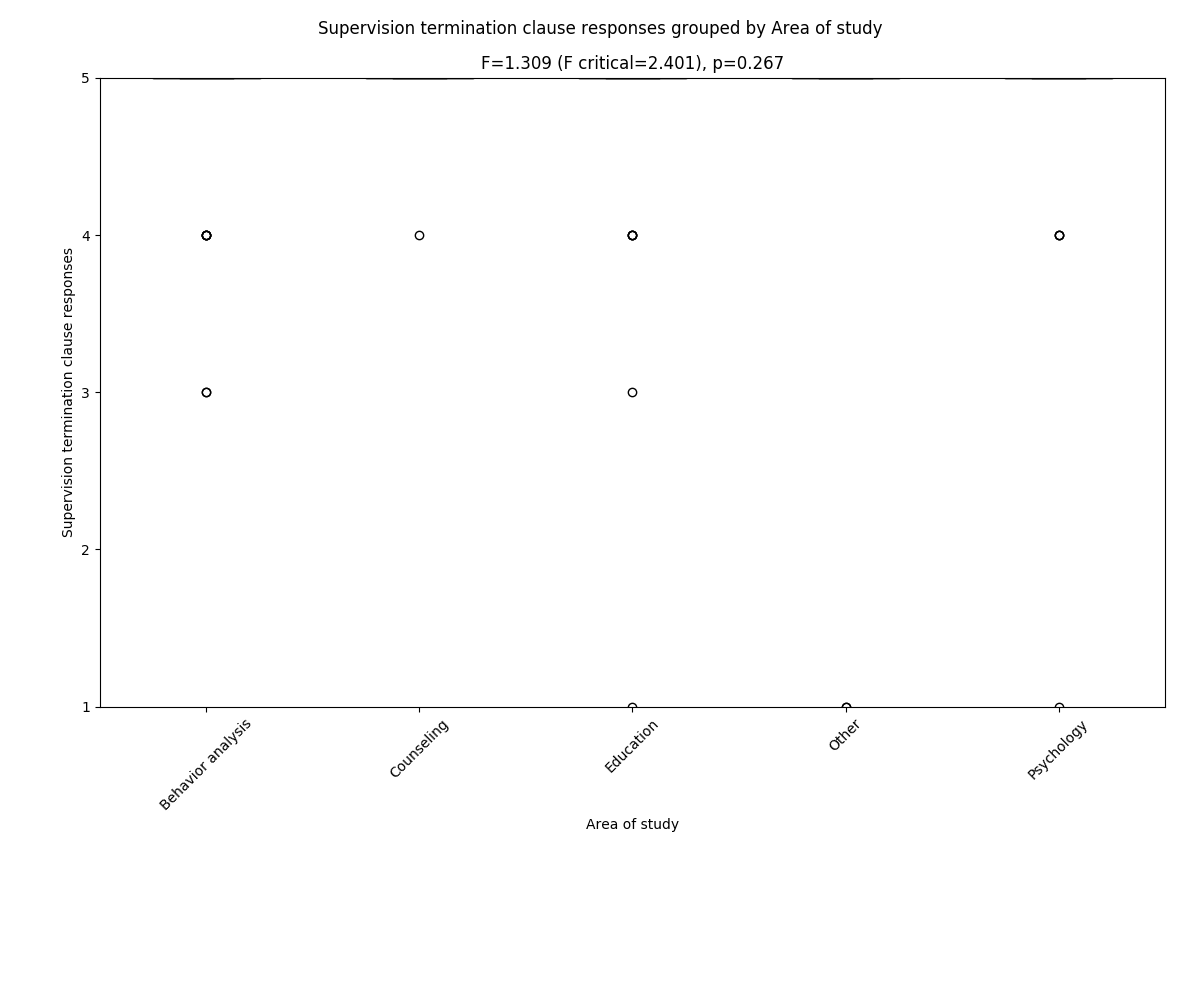 Supervision termination clause responses grouped by Area of study
F=1.309 (F critical=2.401), p=0.267
5
4
3
2
1
Supervision termination clause responses
Behavior analysis
Counseling
Education
Other
Psychology
Area of study